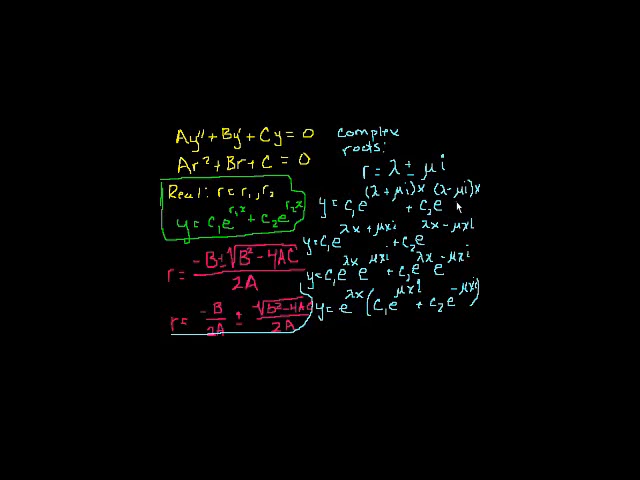 Ay'' + By' + Cy = 0
Ar² + Br + C = 0
Real: r = r₁, r₂
y = c₁e^(r₁x) + c₂e^(r₂x)
r = (-B ± √(B² - 4AC)) / 2A
r = -B/2A ± √(B² - 4AC)/2A
complex
roots:
r = λ ± μi
y = c₁e^((λ + μi)x) + c₂e^((λ - μi)x)
y = c₁e^(λx + μxi) + c₂e^(λx - μxi)
y = c₁e^(λx)e^(μxi) + c₂e^(λx)e^(-μxi)
y = e^(λx)(c₁e^(μxi) + c₂e^(-μxi))